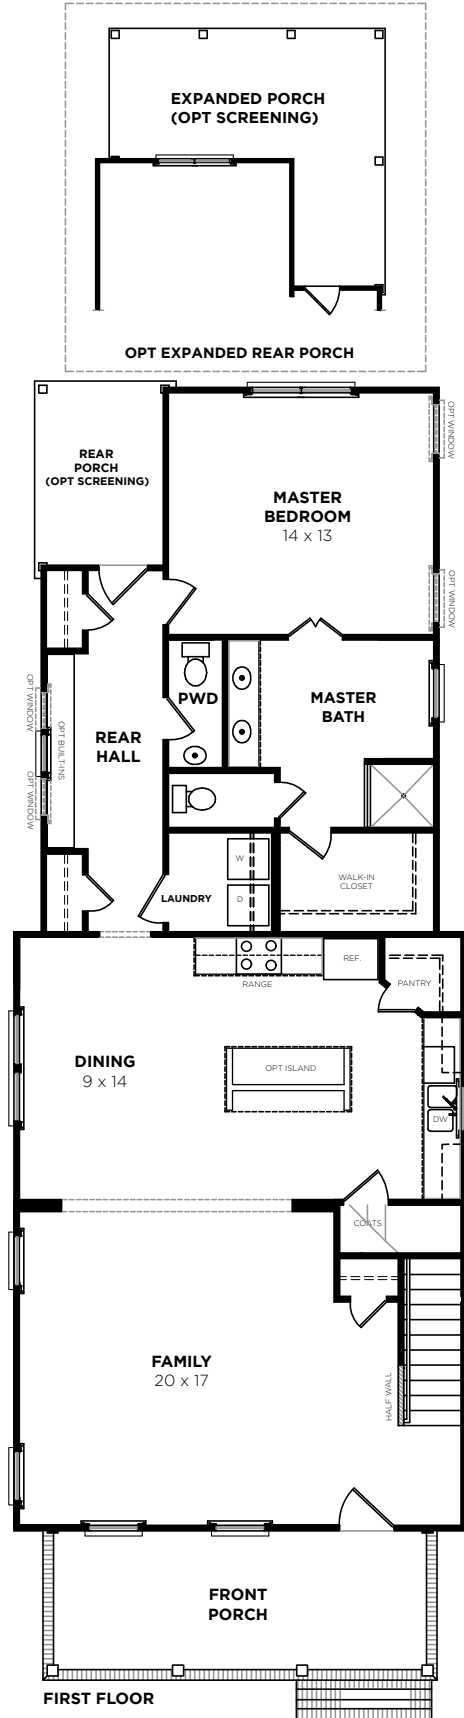 EXPANDED PORCH
(OPT SCREENING)
OPT EXPANDED REAR PORCH
REAR
PORCH
(OPT SCREENING)
MASTER
BEDROOM
14 x 13
OPT WINDOW
OPT WINDOW
PWD
MASTER
BATH
OPT WINDOW
OPT WINDOW
OPT BUILT-INS
REAR
HALL
W
D
LAUNDRY
WALK-IN
CLOSET
REF.
RANGE
PANTRY
DINING
9 x 14
OPT ISLAND
DW
COATS
FAMILY
20 x 17
HALF WALL
FRONT
PORCH
FIRST FLOOR